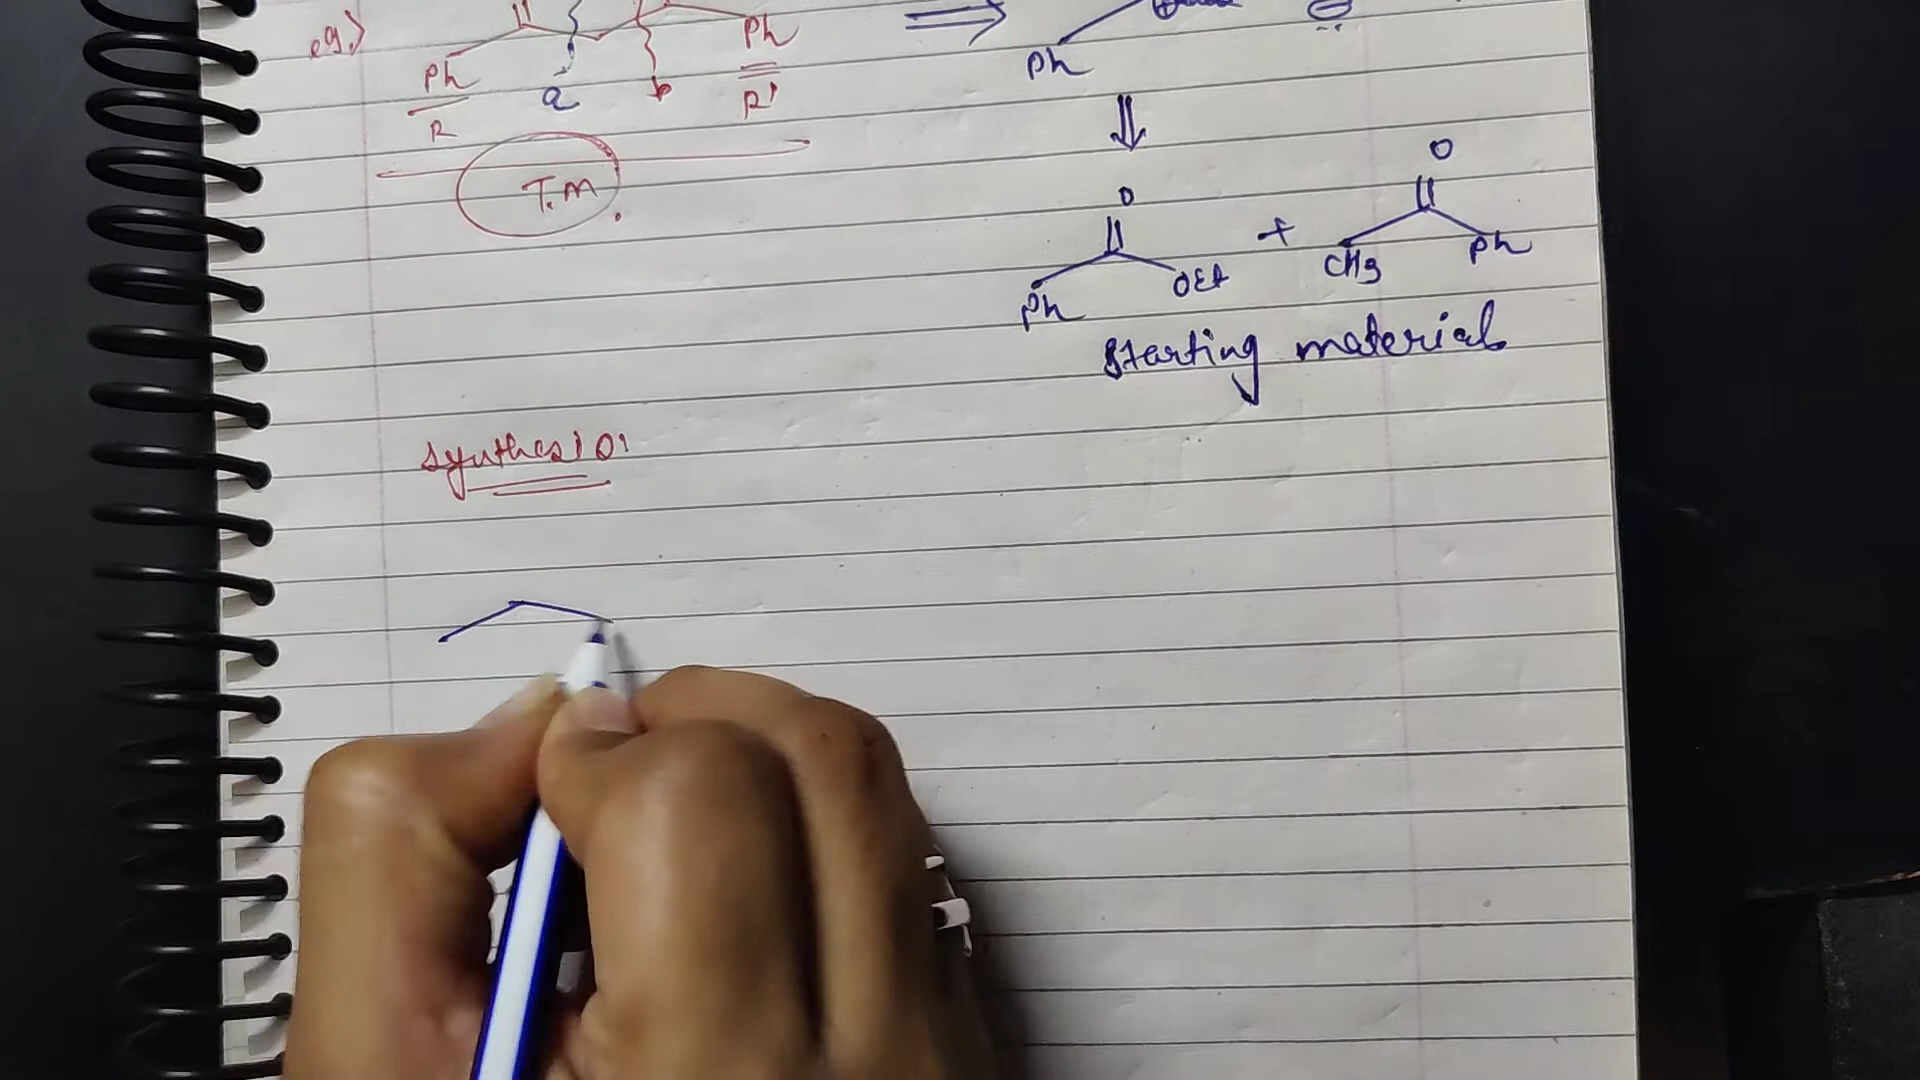 eg.>
Ph
R
a
b
Ph
R'
⇒
Ph
⊖
T.M.
⇓
O
Ph
OEt
+
O
CH3
Ph
Starting material
Synthesis: